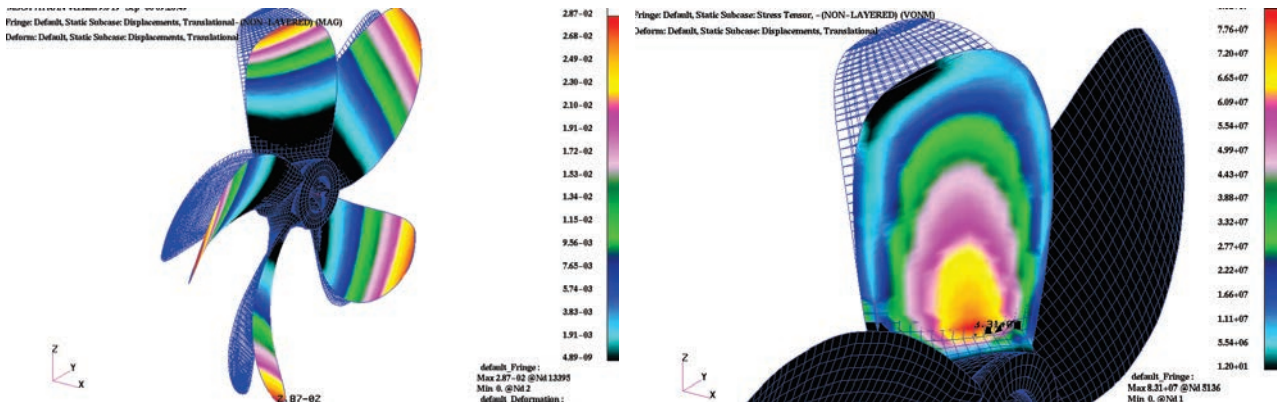 Fringe: Default, Static Subcase: Displacements, Translational-(NON-LAYERED) (MAG)
Deform: Default, Static Subcase: Displacements, Translational
2.87-02
2.68-02
2.49-02
2.30-02
2.10-02
1.91-02
1.72-02
1.53-02
1.34-02
1.15-02
9.56-03
7.65-03
5.74-03
3.83-03
1.91-03
4.89-09
Z
Y
X
2.87-02
default_Fringe :
Max 2.87-02 @Nd 13395
Min 0. @Nd 2
default_Deformation :
Fringe: Default, Static Subcase: Stress Tensor, -(NON-LAYERED) (VONM)
Deform: Default, Static Subcase: Displacements, Translational
7.76+07
7.20+07
6.65+07
6.09+07
5.54+07
4.99+07
4.43+07
3.88+07
3.32+07
2.77+07
2.22+07
1.66+07
1.11+07
5.54+06
1.20+01
Z
Y
X
default_Fringe :
Max 8.31+07 @Nd 5136
Min 0. @Nd 1